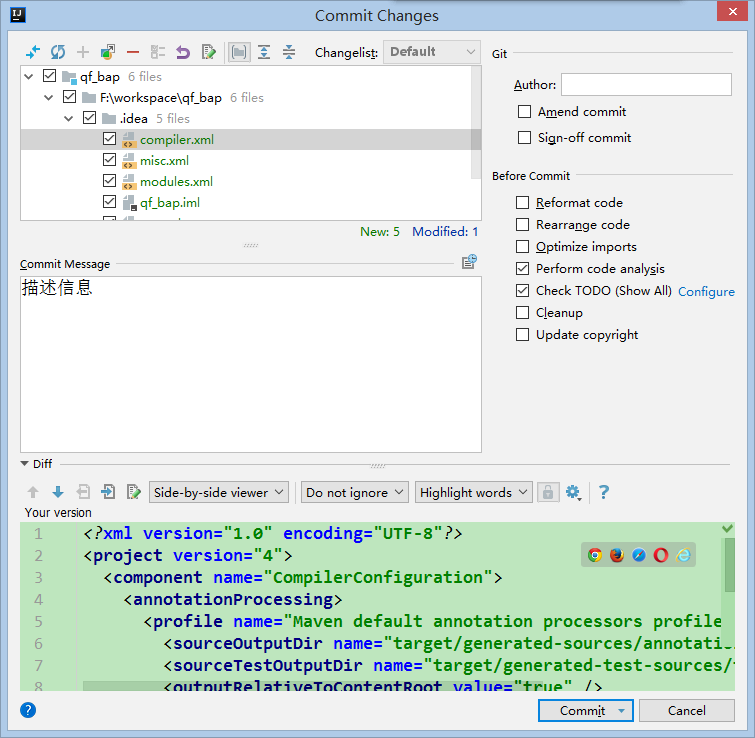 IJ
Commit Changes
Changelist: Default
qf_bap 6 files
F:\workspace\qf_bap 6 files
.idea 5 files
compiler.xml
misc.xml
modules.xml
qf_bap.iml
New: 5 Modified: 1
Commit Message
描述信息
Git
Author:
Amend commit
Sign-off commit
Before Commit
Reformat code
Rearrange code
Optimize imports
Perform code analysis
Check TODO (Show All) Configure
Cleanup
Update copyright
Diff
Side-by-side viewer Do not ignore Highlight words ?
Your version
1 <?xml version="1.0" encoding="UTF-8"?>
2 <project version="4">
3 <component name="CompilerConfiguration">
4 <annotationProcessing>
5 <profile name="Maven default annotation processors profile
6 <sourceOutputDir name="target/generated-sources/annotatio
7 <sourceTestOutputDir name="target/generated-test-sources/
8 <outputRelativeToContentRoot value="true" />
? Commit Cancel